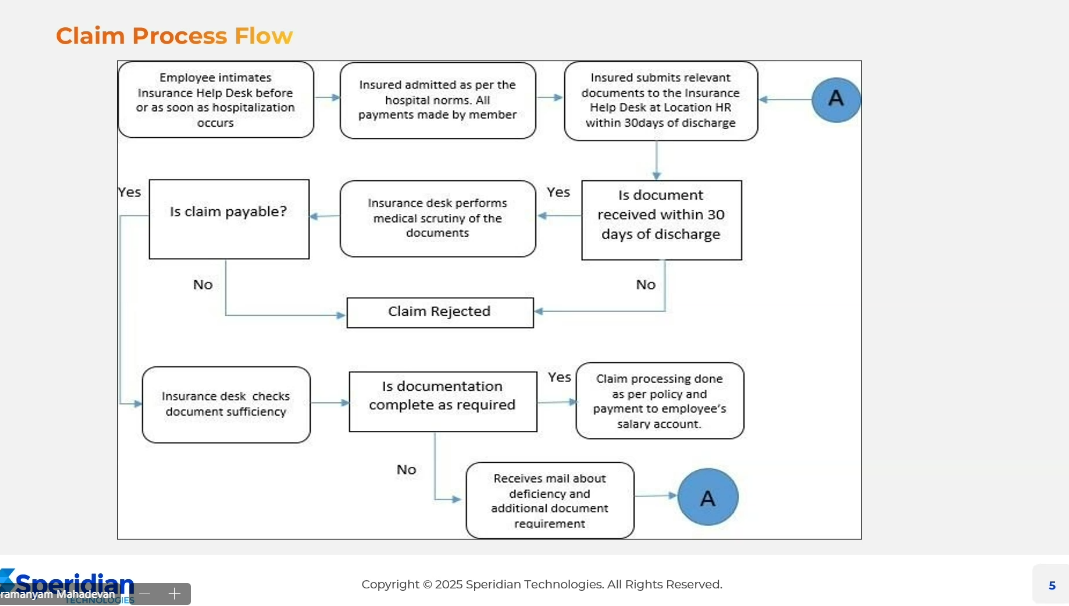 Claim Process Flow
Employee intimates
Insurance Help Desk before
or as soon as hospitalization
occurs
Insured admitted as per the
hospital norms. All
payments made by member
Insured submits relevant
documents to the Insurance
Help Desk at Location HR
within 30days of discharge
A
Yes
Is claim payable?
Insurance desk performs
medical scrutiny of the
documents
Yes
Is document
received within 30
days of discharge
No
Claim Rejected
No
Insurance desk checks
document sufficiency
Is documentation
complete as required
Yes
Claim processing done
as per policy and
payment to employee's
salary account.
No
Receives mail about
deficiency and
additional document
requirement
A
Speridian
TECHNOLOGIES
ramanyam Mahadevan
Copyright © 2025 Speridian Technologies. All Rights Reserved.
5